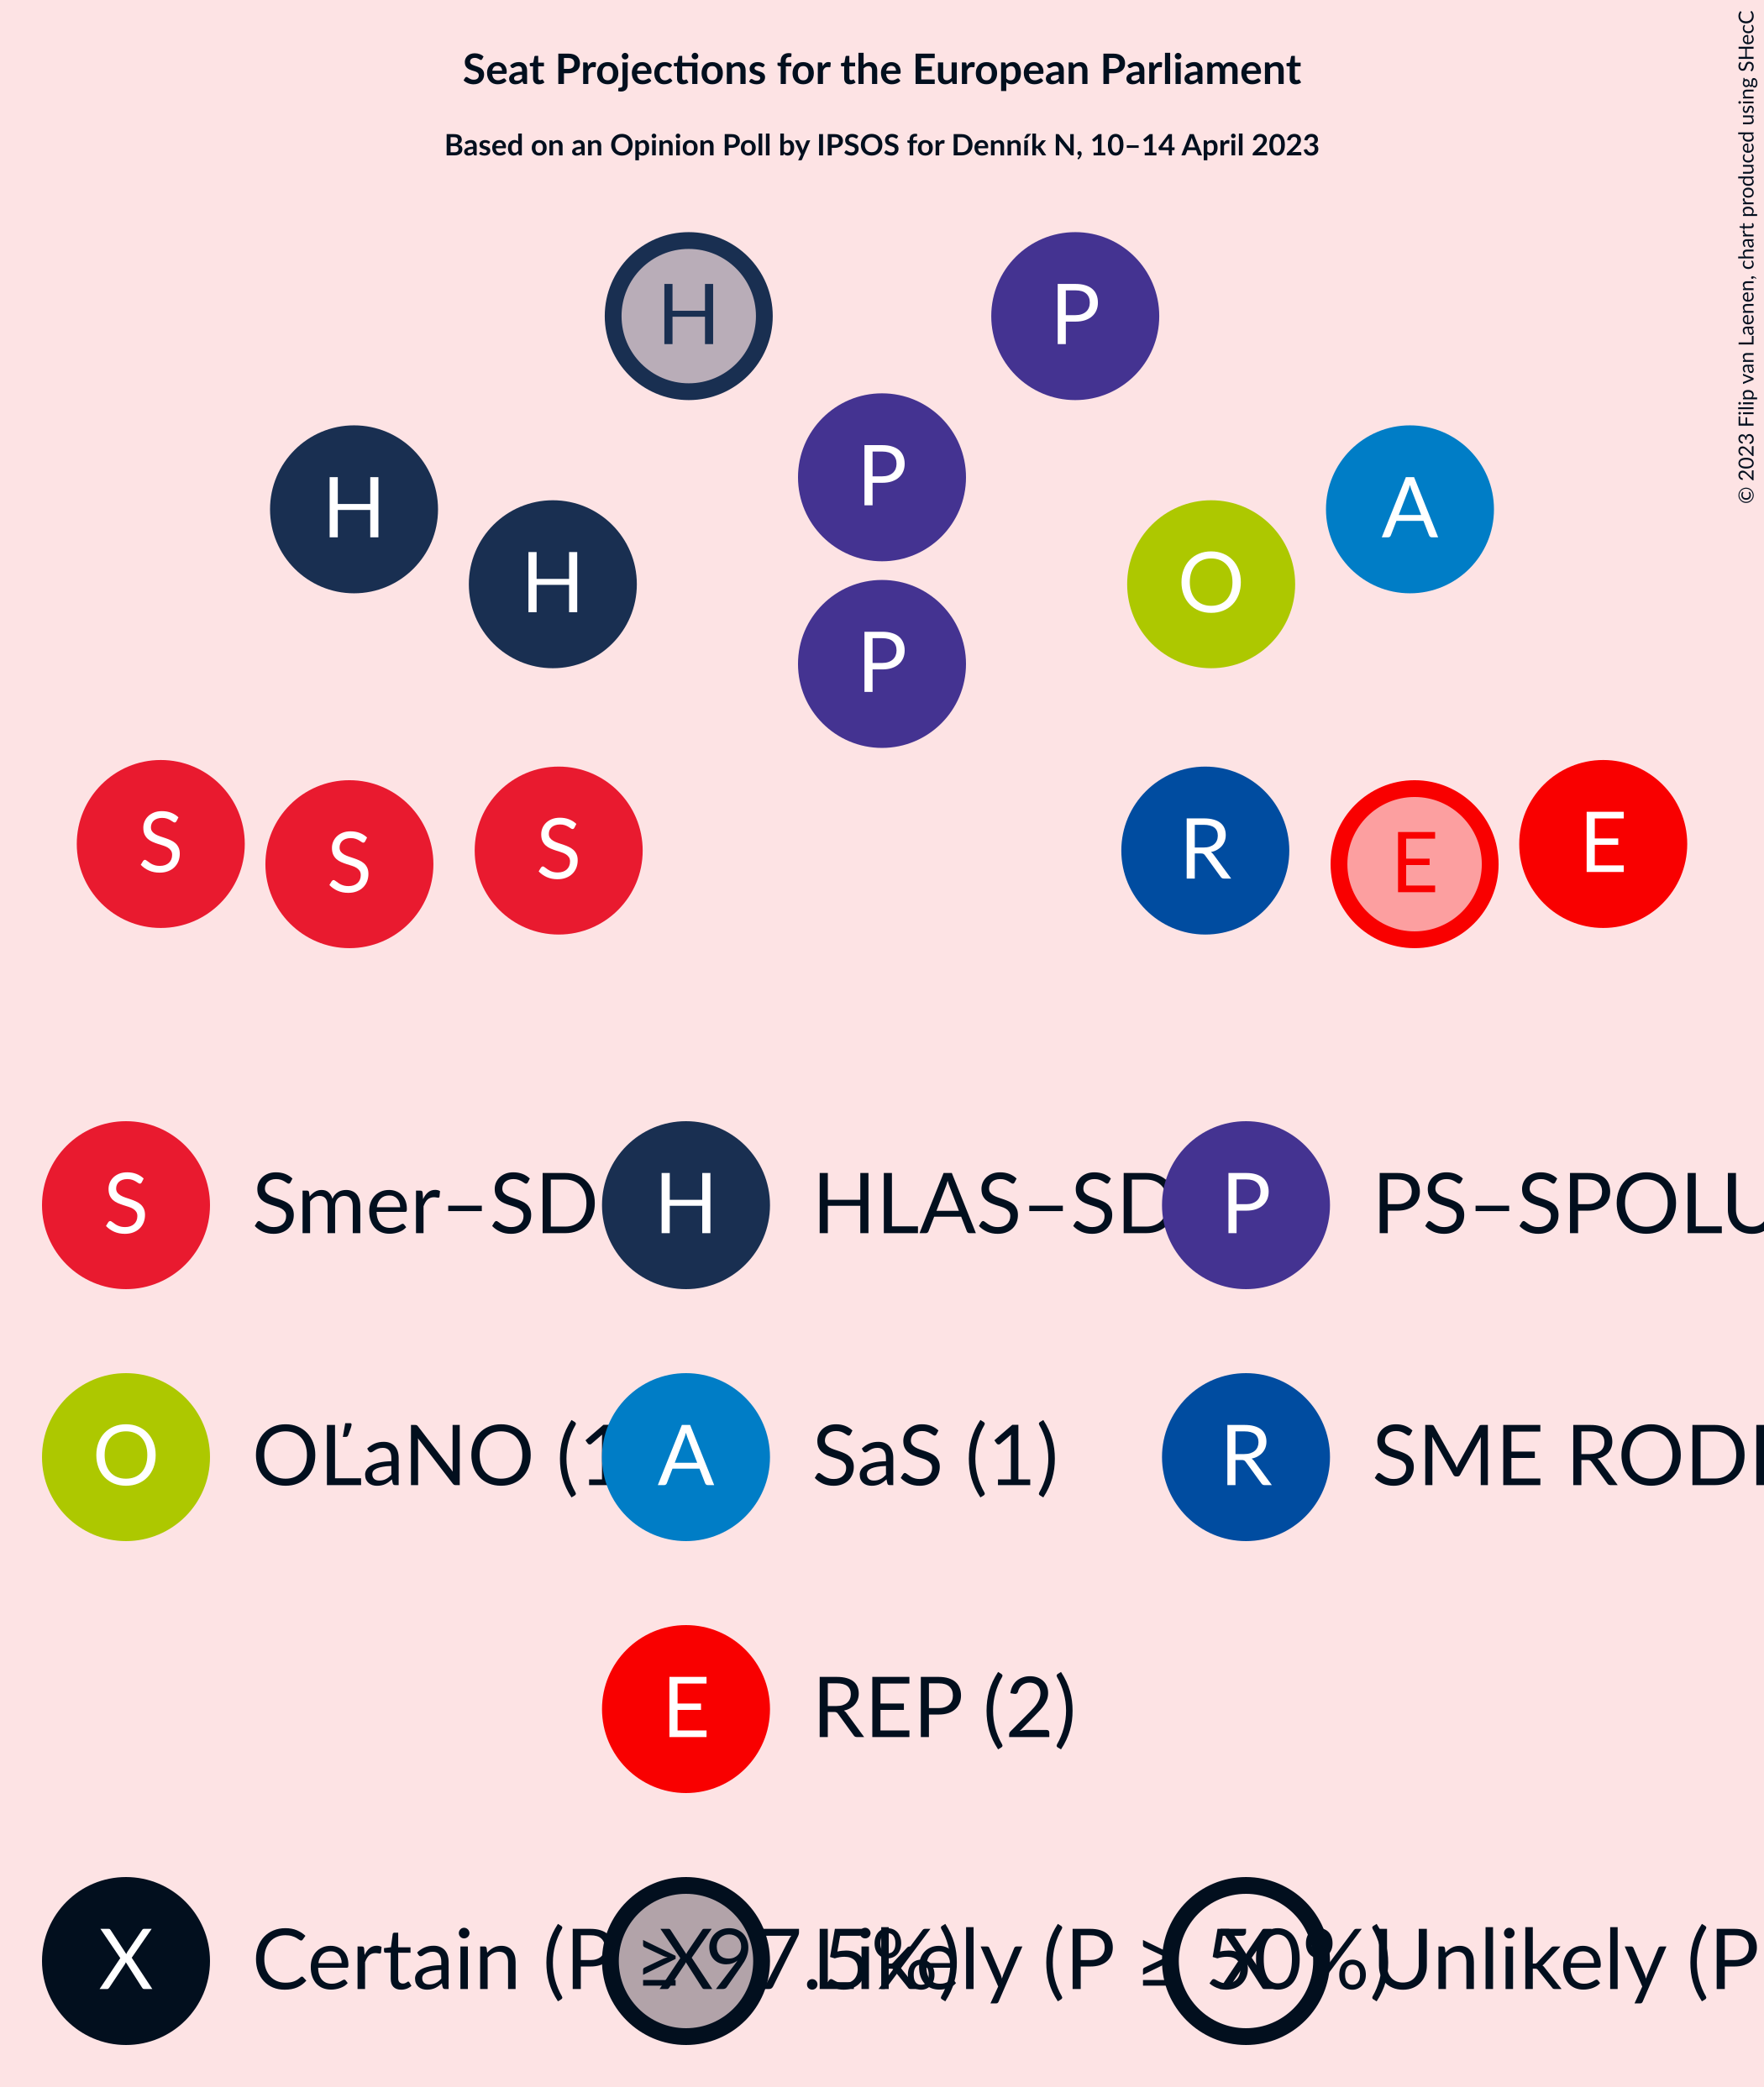 Seat Projections for the European Parliament
Based on an Opinion Poll by IPSOS for Denník N, 10–14 April 2023
© 2023 Filip van Laenen, chart produced using SHecC
H P
P
H A
H O
P
S S S R E E
S Smer–SD H HLAS–SD P PS–SPOLU
O OĽaNO (1 A SaS (1) R SME RODI
E REP (2)
X Certain (P ≥ 97.5%) X Likely (P ≥ 50%) X Unlikely (P